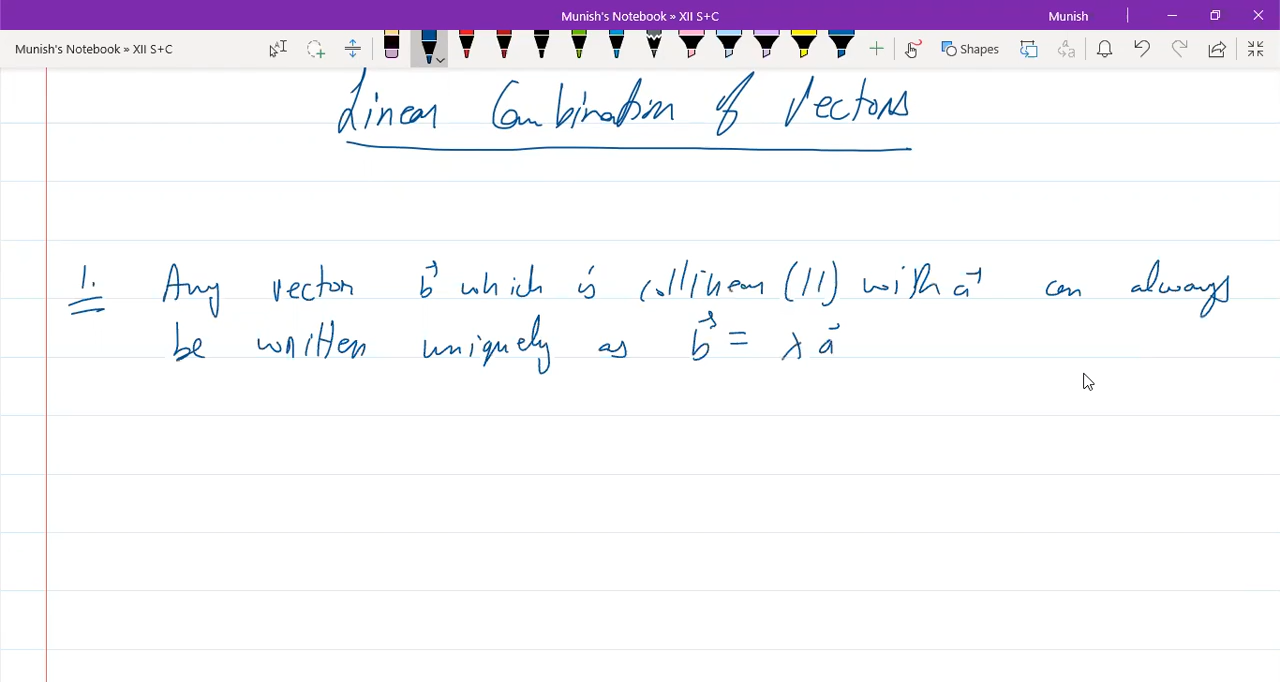 Munish's Notebook » XII S+C
Munish
Munish's Notebook » XII S+C
Shapes
Linear Combination of Vectors
1. Any vector b⃗ which is collinear (||) with a⃗ can always
be written uniquely as b⃗ = λ a⃗